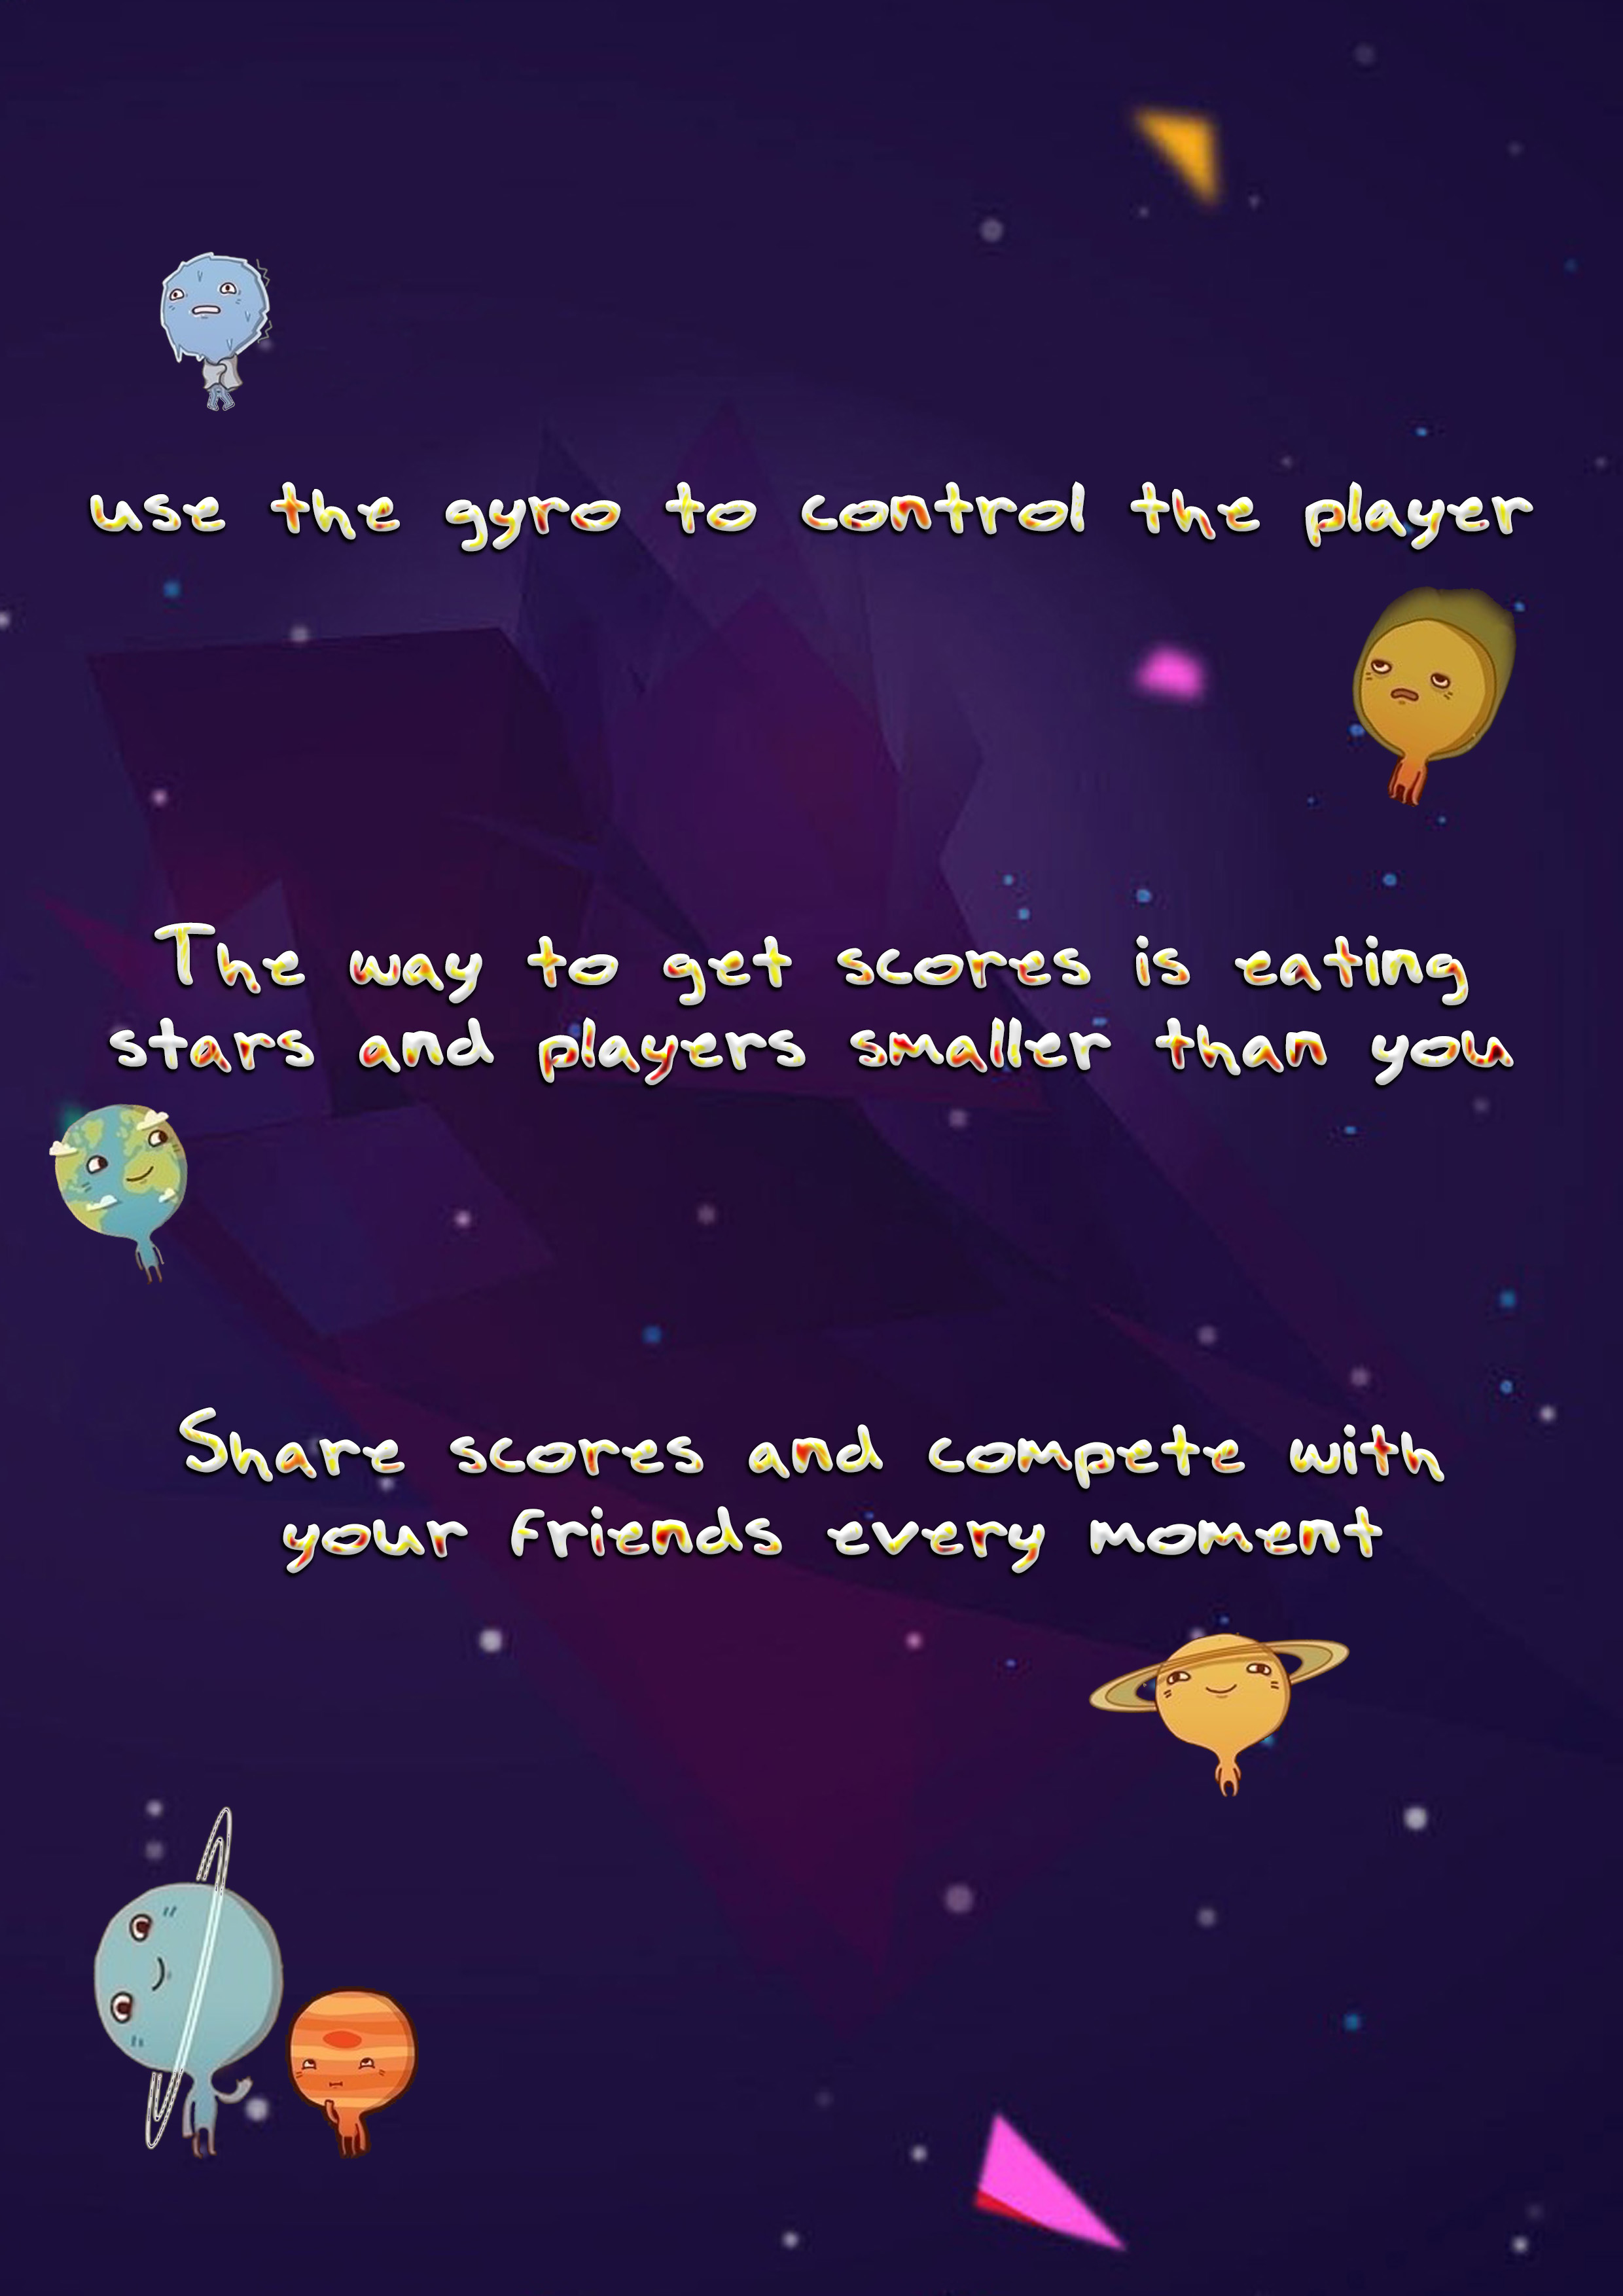 use the gyro to control the player
The way to get scores is eating
stars and players smaller than you
Share scores and compete with
your friends every moment